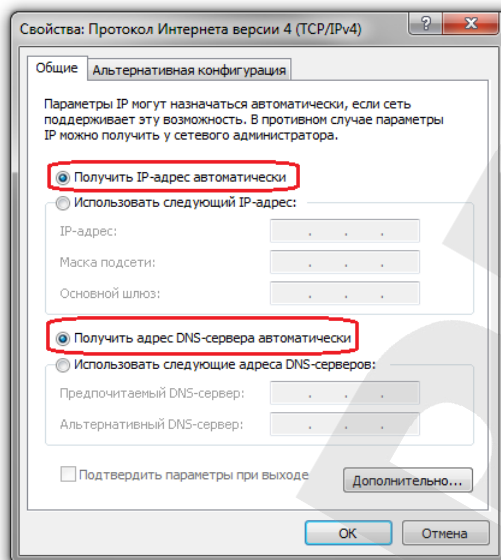 Свойства: Протокол Интернета версии 4 (TCP/IPv4)
Общие
Альтернативная конфигурация
Параметры IP могут назначаться автоматически, если сеть
поддерживает эту возможность. В противном случае параметры
IP можно получить у сетевого администратора.
Получить IP-адрес автоматически
Использовать следующий IP-адрес:
IP-адрес:
Маска подсети:
Основной шлюз:
Получить адрес DNS-сервера автоматически
Использовать следующие адреса DNS-серверов:
Предпочитаемый DNS-сервер:
Альтернативный DNS-сервер:
Подтвердить параметры при выходе
Дополнительно...
ОК
Отмена